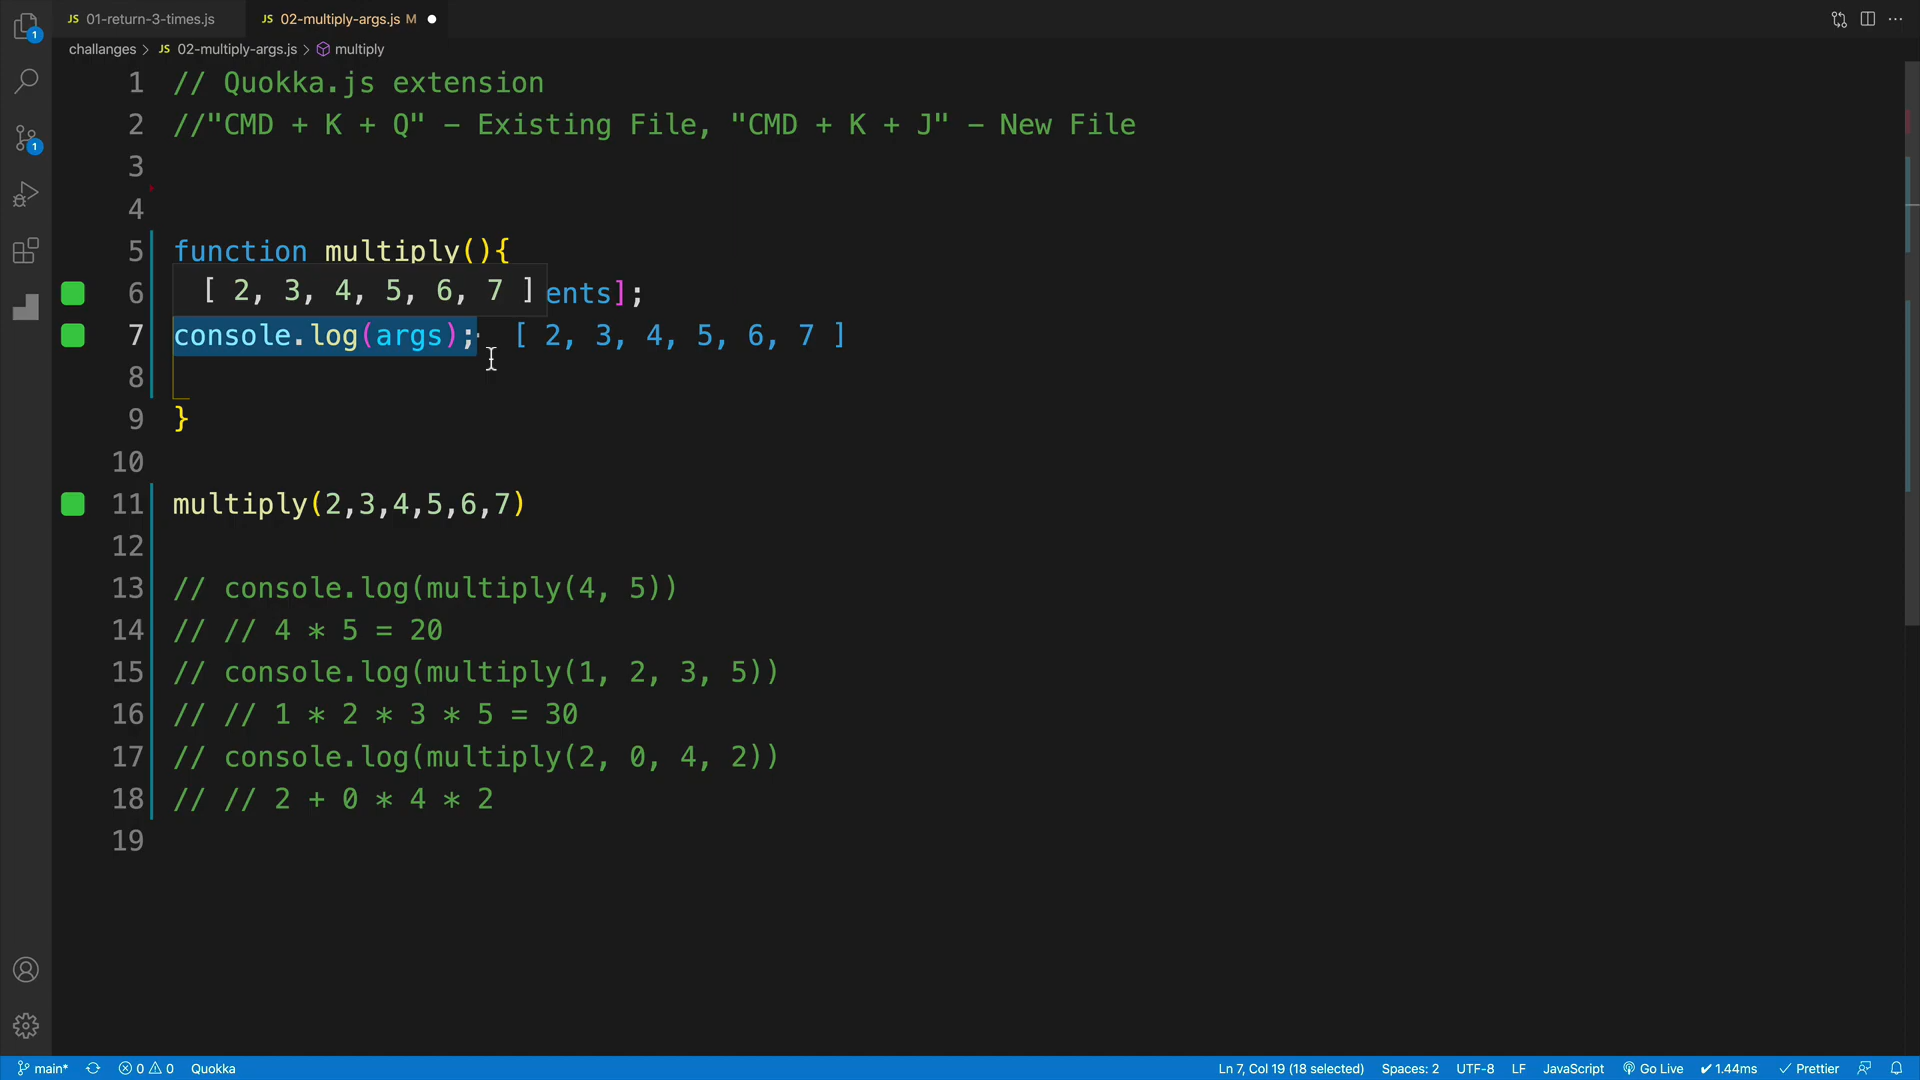 JS 01-return-3-times.js
JS 02-multiply-args.js M
challanges > JS 02-multiply-args.js > multiply
1 // Quokka.js extension
2 //"CMD + K + Q" - Existing File, "CMD + K + J" - New File
3
4
5 function multiply(){
[ 2, 3, 4, 5, 6, 7 ]
6 ents];
7 console.log(args); [ 2, 3, 4, 5, 6, 7 ]
8
9 }
10
11 multiply(2,3,4,5,6,7)
12
13 // console.log(multiply(4, 5))
14 // // 4 * 5 = 20
15 // console.log(multiply(1, 2, 3, 5))
16 // // 1 * 2 * 3 * 5 = 30
17 // console.log(multiply(2, 0, 4, 2))
18 // // 2 + 0 * 4 * 2
19
1
1
main* 0 0 Quokka Ln 7, Col 19 (18 selected) Spaces: 2 UTF-8 LF JavaScript Go Live ✓ 1.44ms ✓ Prettier